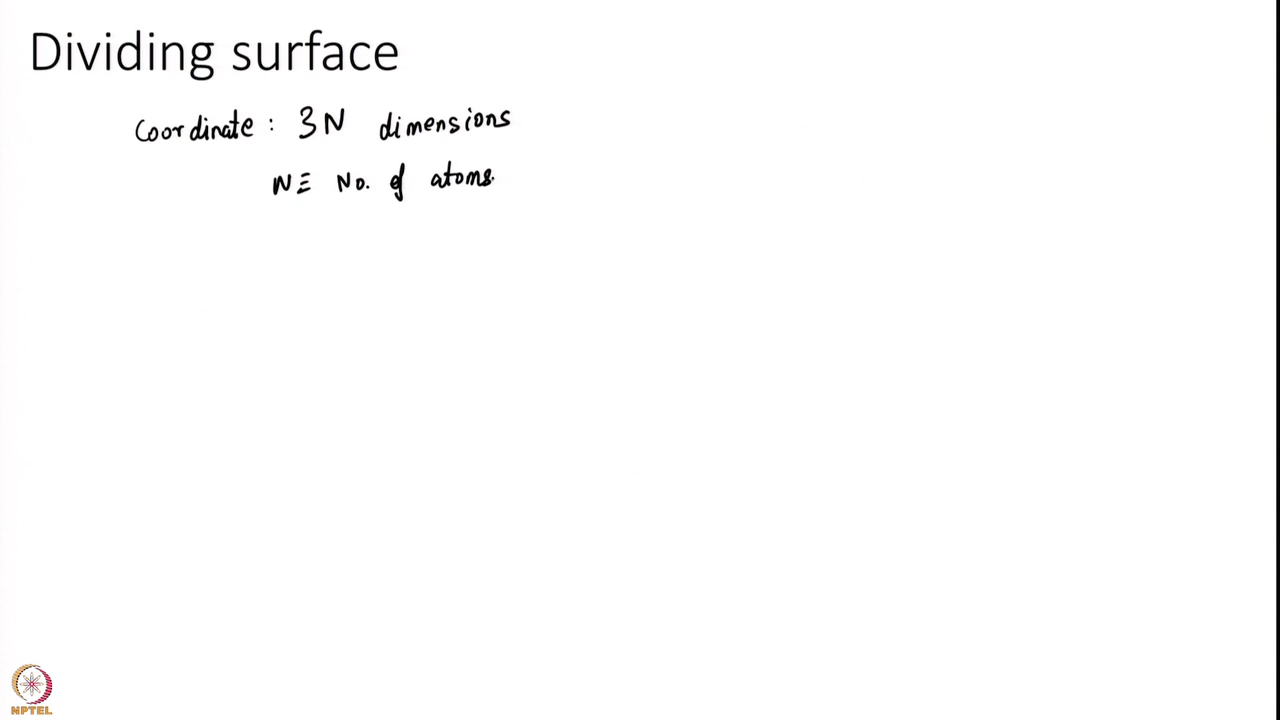 Dividing surface
Coordinate : 3N dimensions
N ≡ No. of atoms.
NPTEL